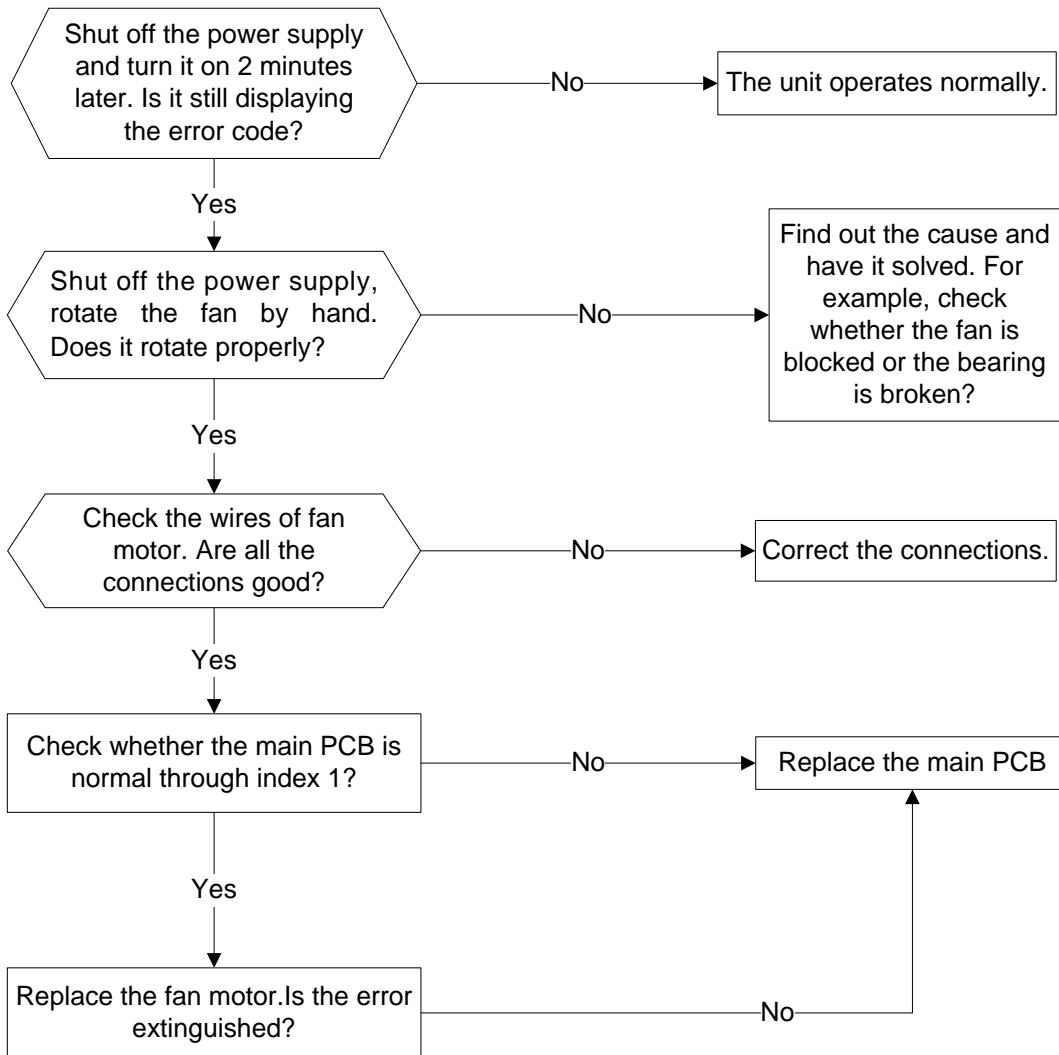 Shut off the power supply
and turn it on 2 minutes
later. Is it still displaying
the error code?
No
The unit operates normally.
Yes
Shut off the power supply,
rotate the fan by hand.
Does it rotate properly?
No
Find out the cause and
have it solved. For
example, check
whether the fan is
blocked or the bearing
is broken?
Yes
Check the wires of fan
motor. Are all the
connections good?
No
Correct the connections.
Yes
Check whether the main PCB is
normal through index 1?
No
Replace the main PCB
Yes
Replace the fan motor.Is the error
extinguished?
No